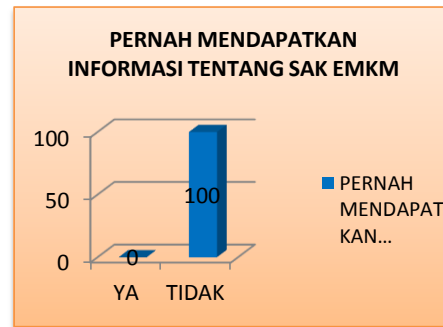 PERNAH MENDAPATKAN
INFORMASI TENTANG SAK EMKM
100
50
0
0
100
YA TIDAK
PERNAH
MENDAPAT
KAN...